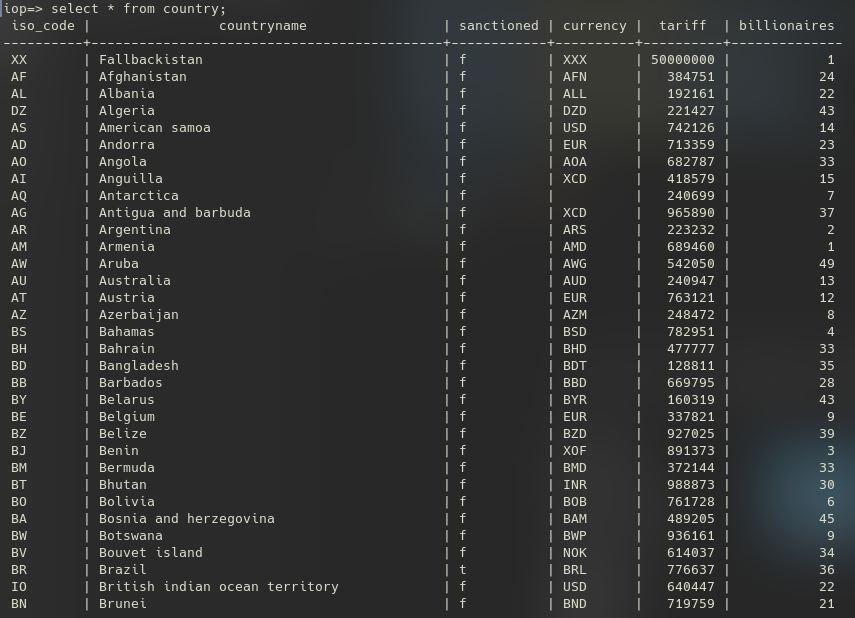 iop=> select * from country;
 iso_code |                countryname                 | sanctioned | currency |  tariff  | billionaires
----------+--------------------------------------------+------------+----------+----------+--------------
 XX       | Fallbackistan                              | f          | XXX      | 50000000 |            1
 AF       | Afghanistan                                | f          | AFN      |   384751 |           24
 AL       | Albania                                    | f          | ALL      |   192161 |           22
 DZ       | Algeria                                    | f          | DZD      |   221427 |           43
 AS       | American samoa                             | f          | USD      |   742126 |           14
 AD       | Andorra                                    | f          | EUR      |   713359 |           23
 AO       | Angola                                     | f          | AOA      |   682787 |           33
 AI       | Anguilla                                   | f          | XCD      |   418579 |           15
 AQ       | Antarctica                                 | f          |          |   240699 |            7
 AG       | Antigua and barbuda                        | f          | XCD      |   965890 |           37
 AR       | Argentina                                  | f          | ARS      |   223232 |            2
 AM       | Armenia                                    | f          | AMD      |   689460 |            1
 AW       | Aruba                                      | f          | AWG      |   542050 |           49
 AU       | Australia                                  | f          | AUD      |   240947 |           13
 AT       | Austria                                    | f          | EUR      |   763121 |           12
 AZ       | Azerbaijan                                 | f          | AZM      |   248472 |            8
 BS       | Bahamas                                    | f          | BSD      |   782951 |            4
 BH       | Bahrain                                    | f          | BHD      |   477777 |           33
 BD       | Bangladesh                                 | f          | BDT      |   128811 |           35
 BB       | Barbados                                   | f          | BBD      |   669795 |           28
 BY       | Belarus                                    | f          | BYR      |   160319 |           43
 BE       | Belgium                                    | f          | EUR      |   337821 |            9
 BZ       | Belize                                     | f          | BZD      |   927025 |           39
 BJ       | Benin                                      | f          | XOF      |   891373 |            3
 BM       | Bermuda                                    | f          | BMD      |   372144 |           33
 BT       | Bhutan                                     | f          | INR      |   988873 |           30
 BO       | Bolivia                                    | f          | BOB      |   761728 |            6
 BA       | Bosnia and herzegovina                     | f          | BAM      |   489205 |           45
 BW       | Botswana                                   | f          | BWP      |   936161 |            9
 BV       | Bouvet island                              | f          | NOK      |   614037 |           34
 BR       | Brazil                                     | t          | BRL      |   776637 |           36
 IO       | British indian ocean territory             | f          | USD      |   640447 |           22
 BN       | Brunei                                     | f          | BND      |   719759 |           21